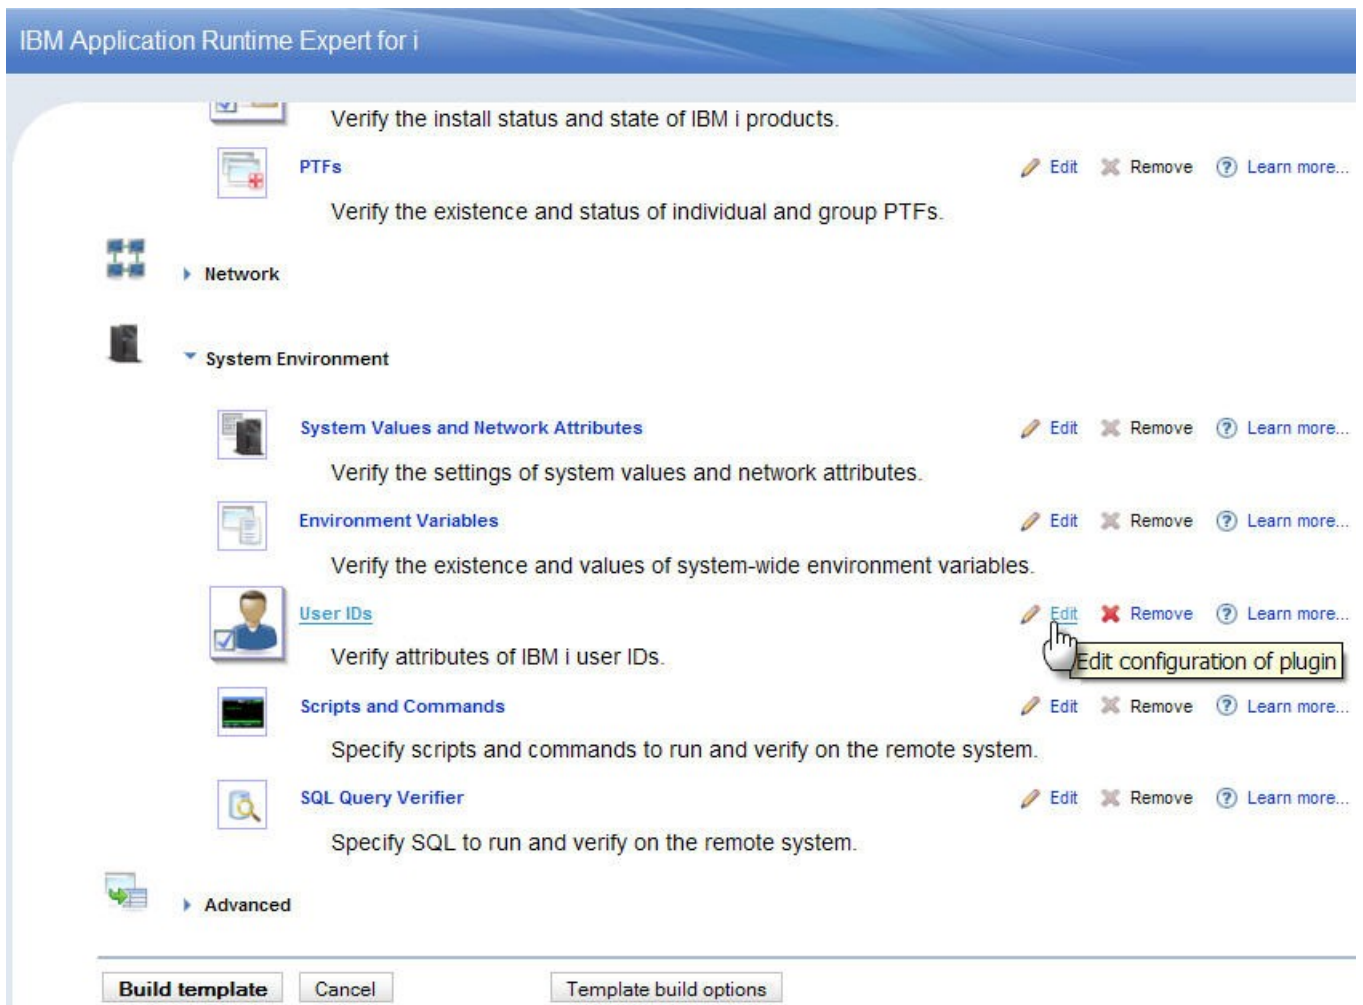 IBM Application Runtime Expert for i
Verify the install status and state of IBM i products.
PTFs Edit Remove Learn more...
Verify the existence and status of individual and group PTFs.
Network
System Environment
System Values and Network Attributes Edit Remove Learn more...
Verify the settings of system values and network attributes.
Environment Variables Edit Remove Learn more...
Verify the existence and values of system-wide environment variables.
User IDs Edit Remove Learn more...
Verify attributes of IBM i user IDs.
Edit configuration of plugin
Scripts and Commands Edit Remove Learn more...
Specify scripts and commands to run and verify on the remote system.
SQL Query Verifier Edit Remove Learn more...
Specify SQL to run and verify on the remote system.
Advanced
Build template Cancel Template build options